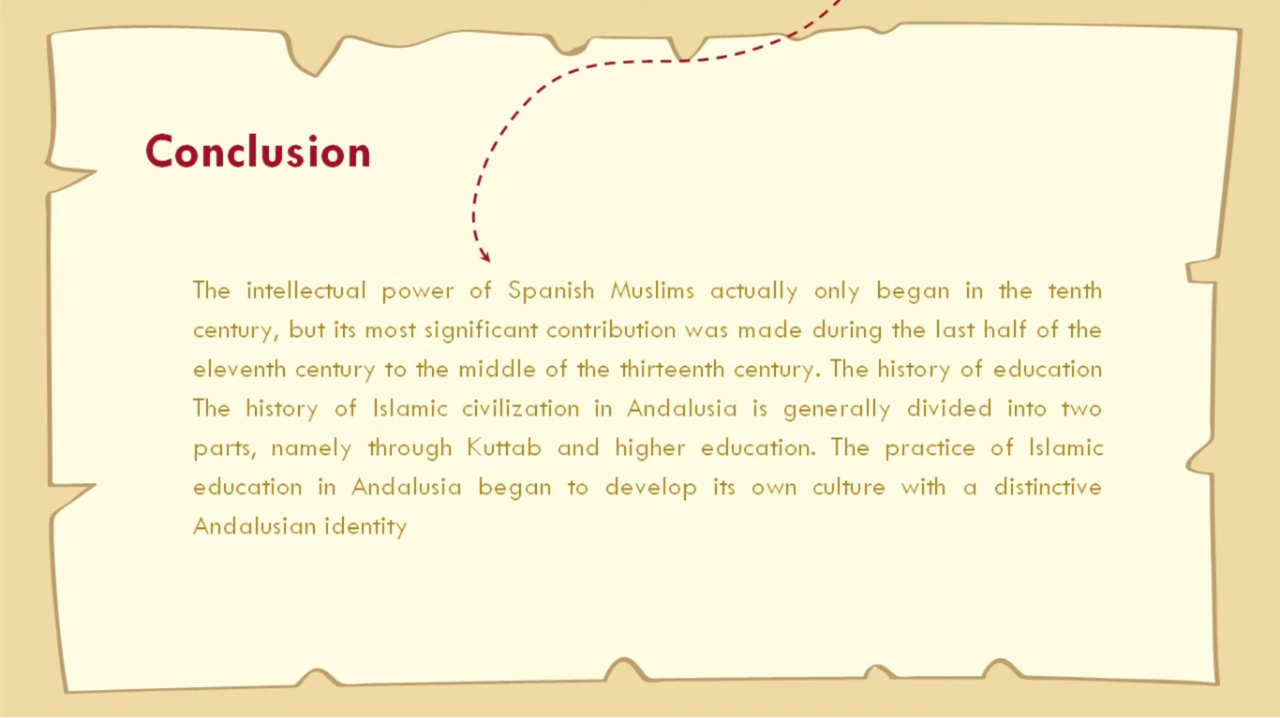 Conclusion
The intellectual power of Spanish Muslims actually only began in the tenth
century, but its most significant contribution was made during the last half of the
eleventh century to the middle of the thirteenth century. The history of education
The history of Islamic civilization in Andalusia is generally divided into two
parts, namely through Kuttab and higher education. The practice of Islamic
education in Andalusia began to develop its own culture with a distinctive
Andalusian identity